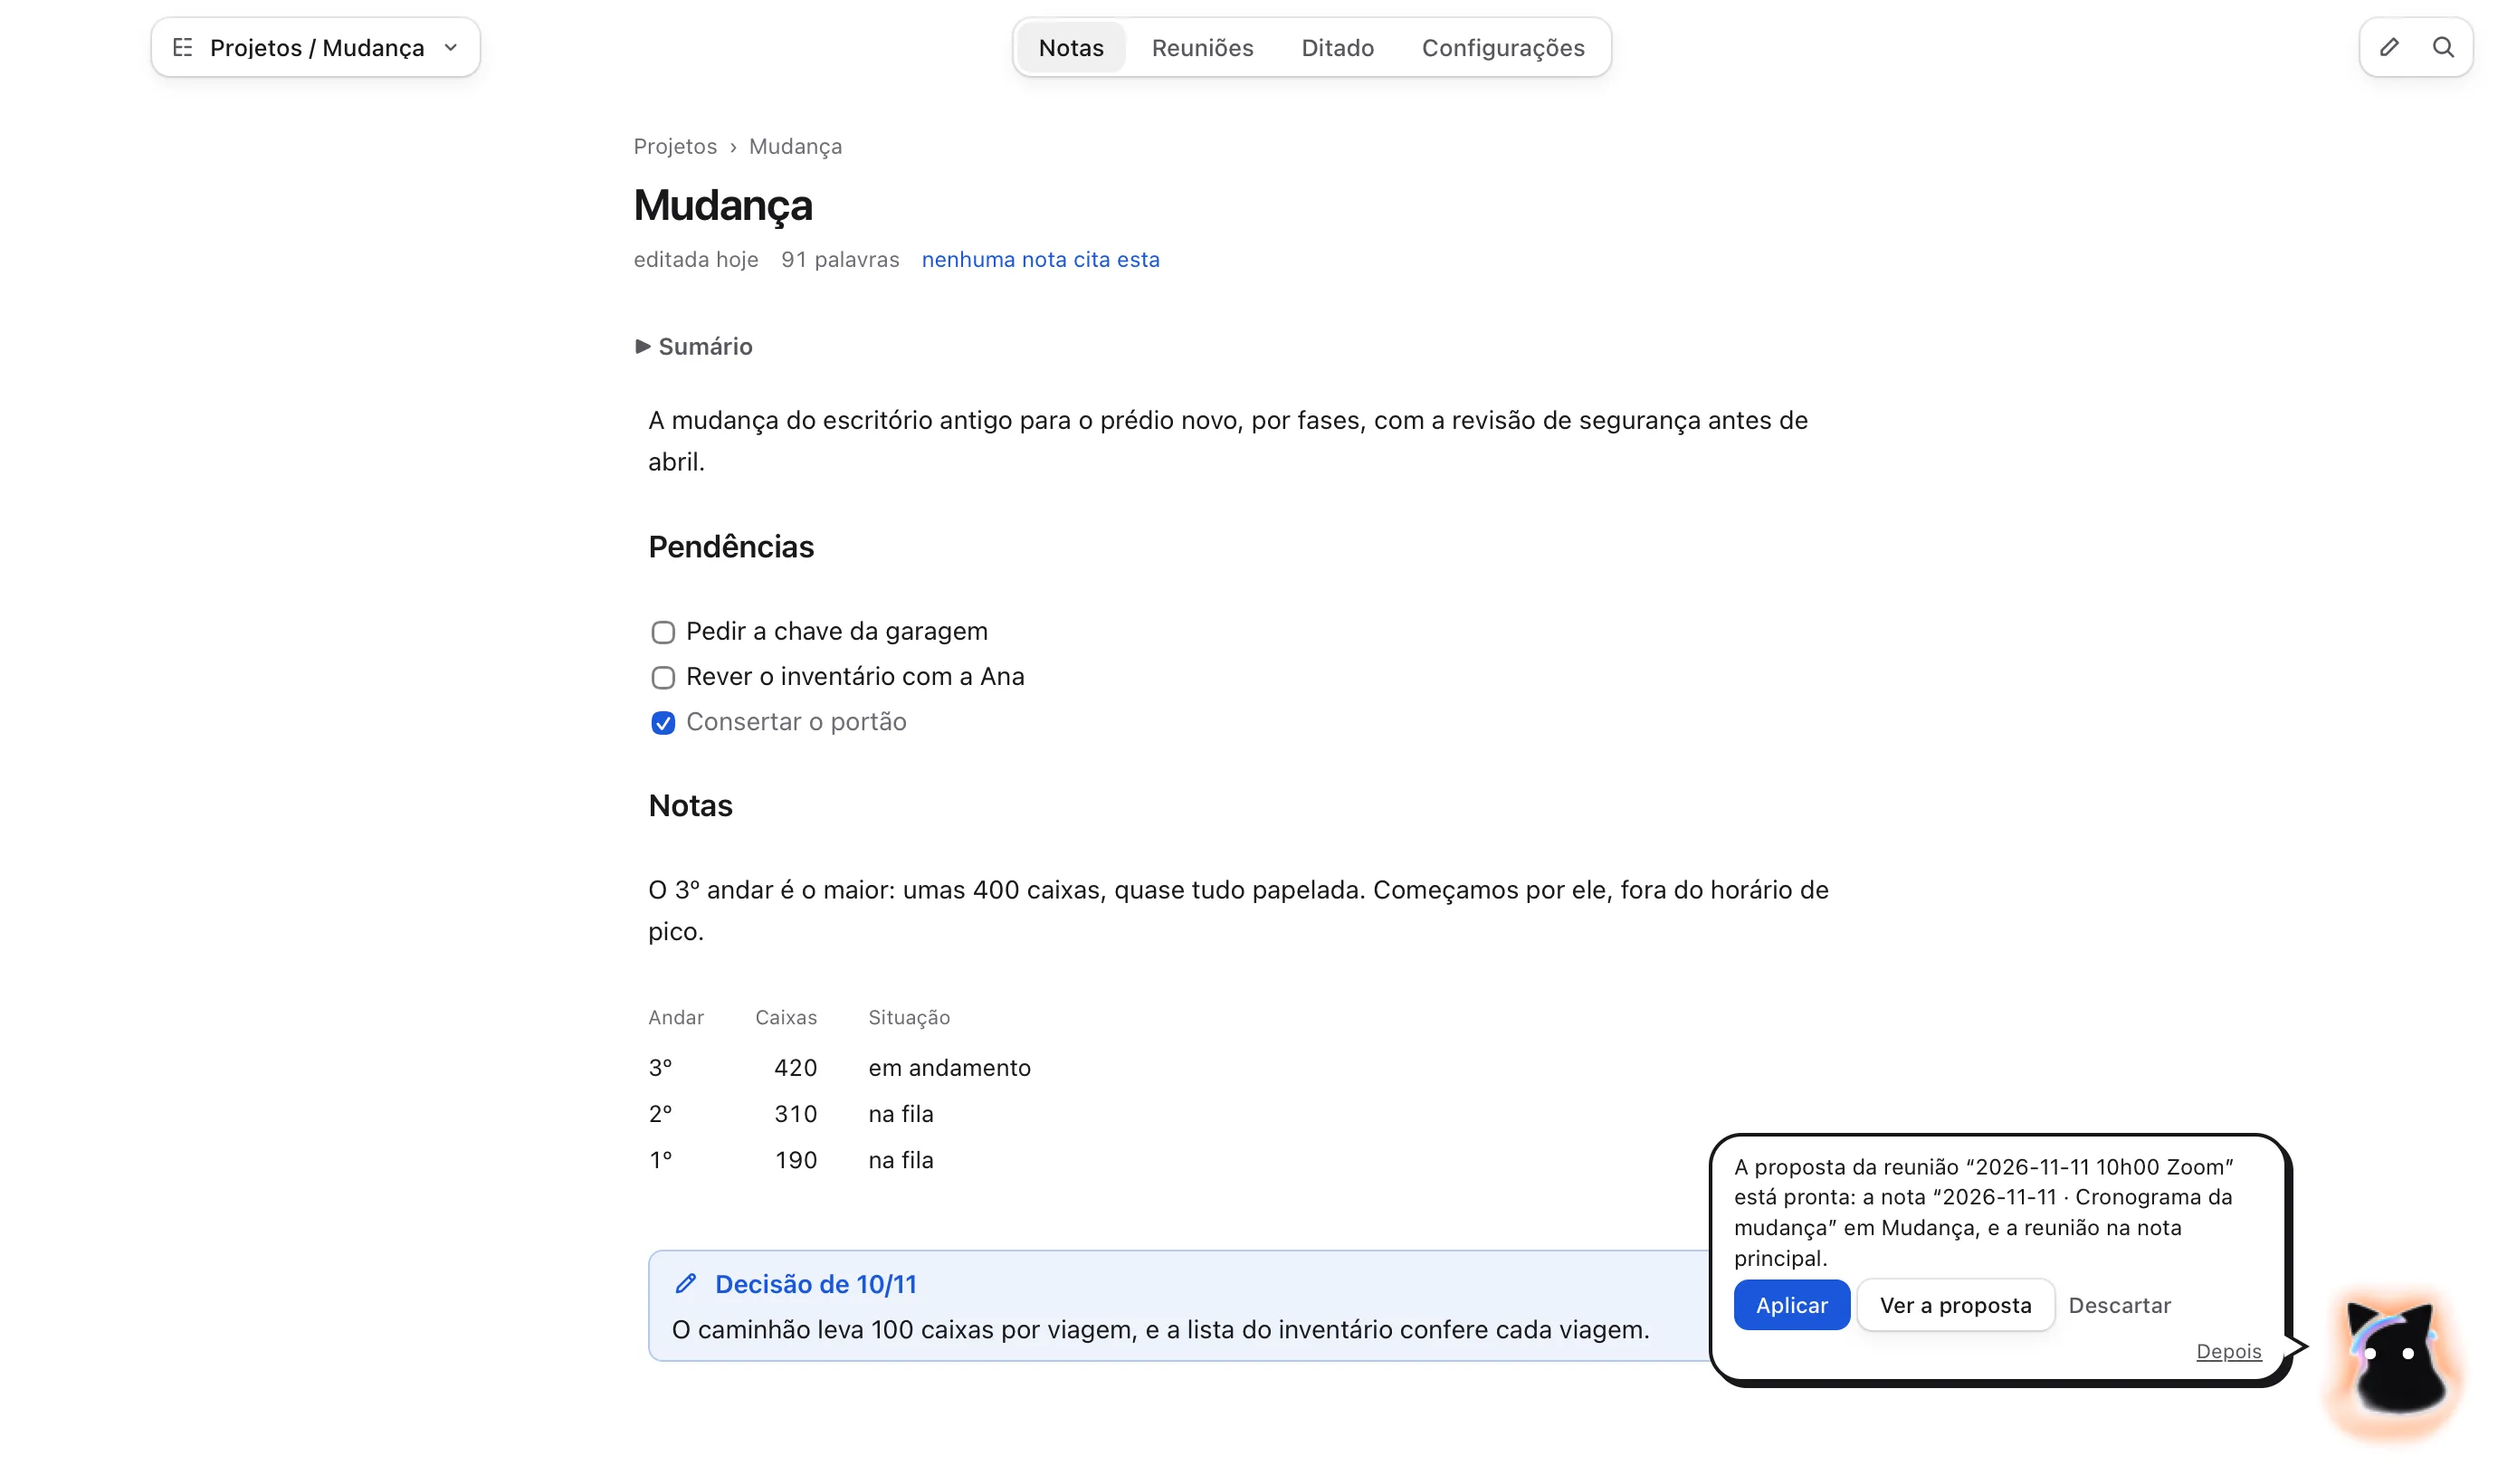 Projetos / Mudança
Notas
Reuniões
Ditado
Configurações
Projetos › Mudança
Mudança
editada hoje 91 palavras nenhuma nota cita esta
Sumário
A mudança do escritório antigo para o prédio novo, por fases, com a revisão de segurança antes de
abril.
Pendências
Pedir a chave da garagem
Rever o inventário com a Ana
Consertar o portão
Notas
O 3º andar é o maior: umas 400 caixas, quase tudo papelada. Começamos por ele, fora do horário de
pico.
Andar Caixas Situação
3º 420 em andamento
2º 310 na fila
1º 190 na fila
Decisão de 10/11
O caminhão leva 100 caixas por viagem, e a lista do inventário confere cada viagem.
A proposta da reunião “2026-11-11 10h00 Zoom”
está pronta: a nota “2026-11-11 · Cronograma da
mudança” em Mudança, e a reunião na nota
principal.
Aplicar
Ver a proposta
Descartar
Depois